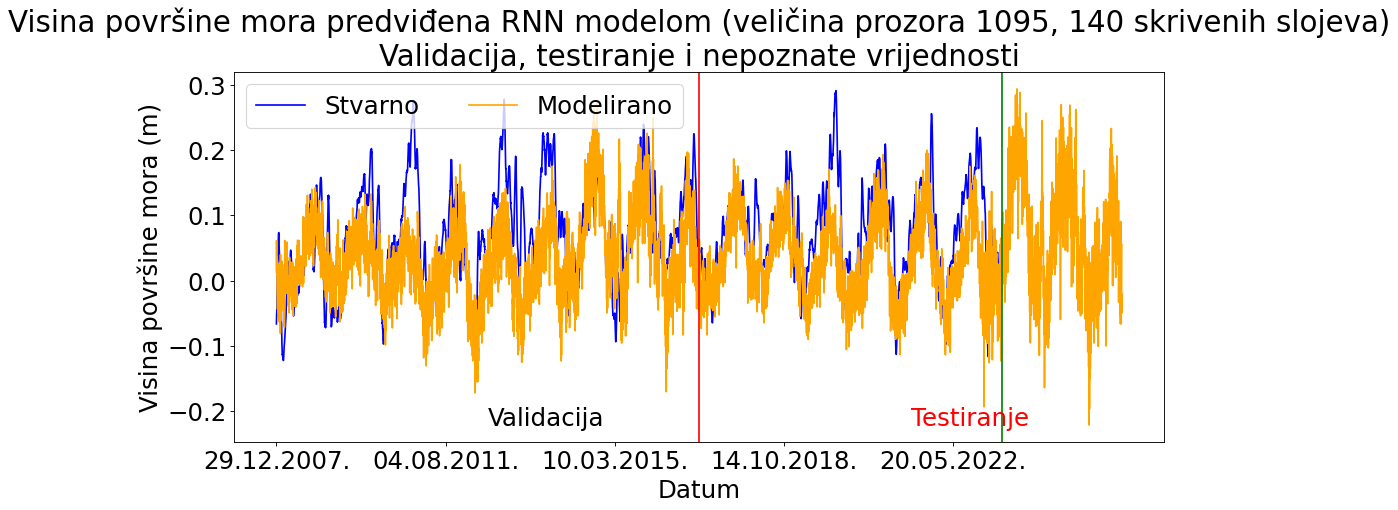 Visina površine mora predviđena RNN modelom (veličina prozora 1095, 140 skrivenih slojeva)
Validacija, testiranje i nepoznate vrijednosti
Stvarno
Modelirano
Visina površine mora (m)
0.3
0.2
0.1
0.0
−0.1
−0.2
Validacija
Testiranje
29.12.2007.
04.08.2011.
10.03.2015.
14.10.2018.
20.05.2022.
Datum